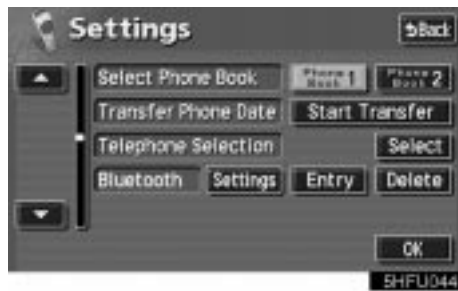 Settings
Back
Select Phone Book Phone Book 1 Phone Book 2
Transfer Phone Date Start Transfer
Telephone Selection Select
Bluetooth Settings Entry Delete
OK
5HFU044